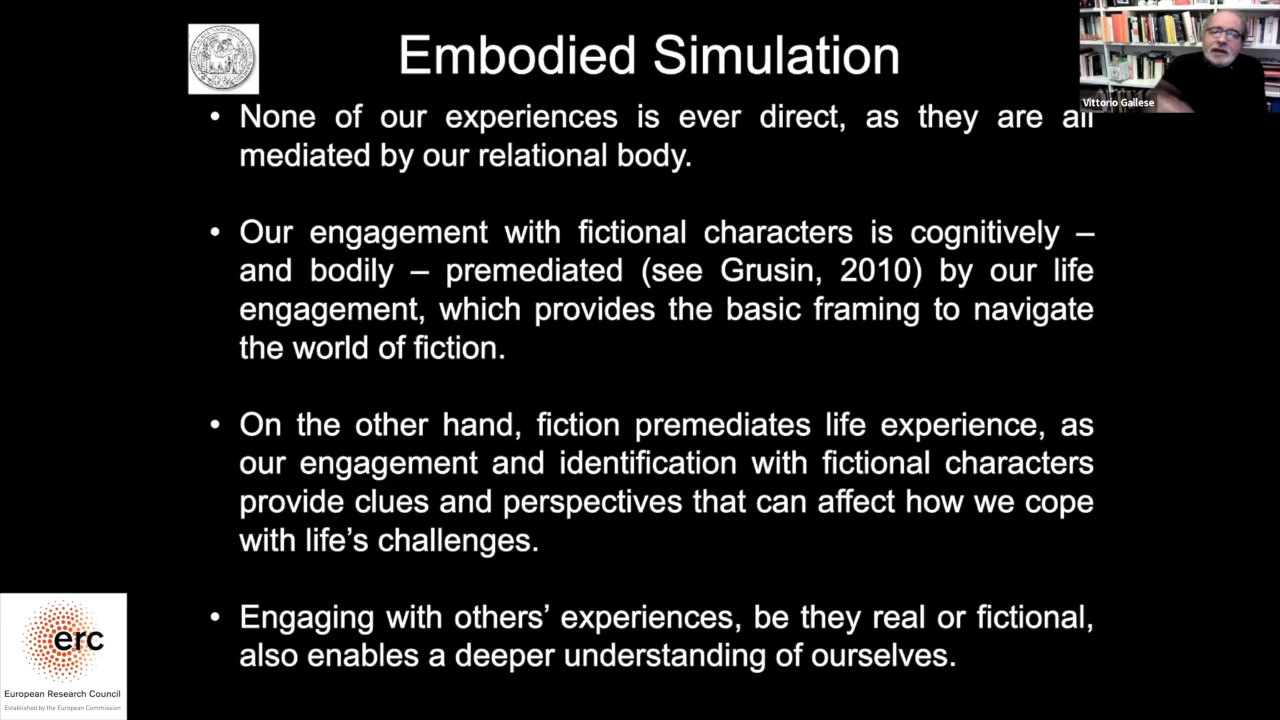 Embodied Simulation
Vittorio Gallese
• None of our experiences is ever direct, as they are all
mediated by our relational body.
• Our engagement with fictional characters is cognitively –
and bodily – premediated (see Grusin, 2010) by our life
engagement, which provides the basic framing to navigate
the world of fiction.
• On the other hand, fiction premediates life experience, as
our engagement and identification with fictional characters
provide clues and perspectives that can affect how we cope
with life’s challenges.
• Engaging with others’ experiences, be they real or fictional,
also enables a deeper understanding of ourselves.
erc
European Research Council
Established by the European Commission